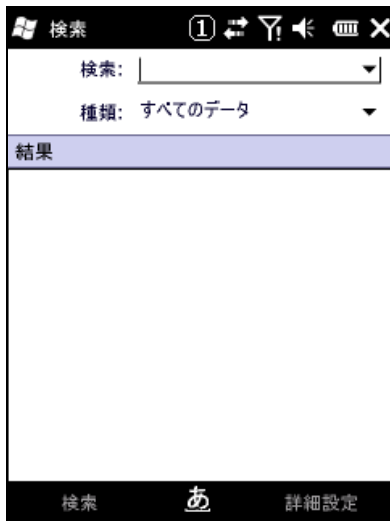 検索 1
検索:
種類: すべてのデータ
結果
検索 あ 詳細設定